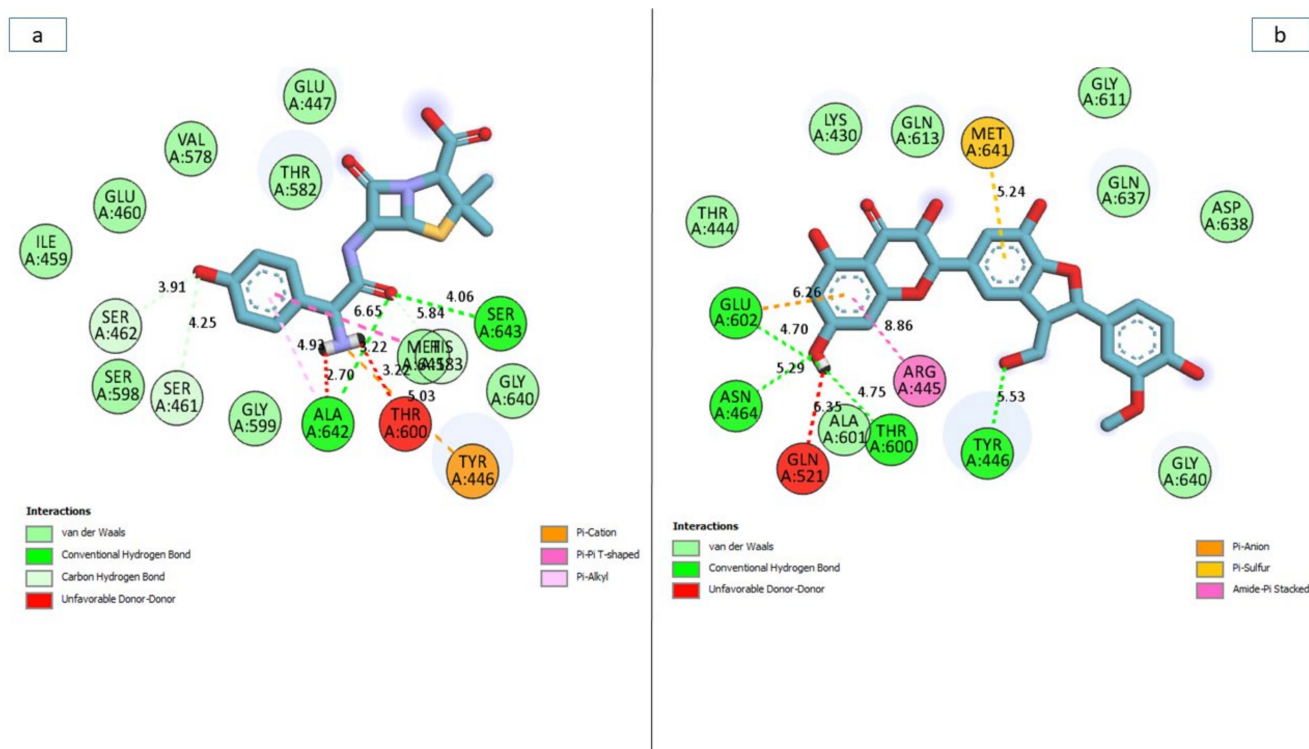 a
GLU
A:447
VAL
A:578
THR
A:582
GLU
A:460
ILE
A:459
3.91
4.06
SER
A:462
4.25
6.65
5.84
SER
A:643
4.93
3.22
SER
A:598
SER
A:461
2.70
3.22
GLY
A:640
GLY
A:599
ALA
A:642
5.03
THR
A:600
TYR
A:446
Interactions
van der Waals
Conventional Hydrogen Bond
Carbon Hydrogen Bond
Unfavorable Donor-Donor
Pi-Cation
Pi-Pi T-shaped
Pi-Alkyl
b
GLY
A:611
LYS
A:430
GLN
A:613
MET
A:641
5.24
GLN
A:637
THR
A:444
ASP
A:638
GLU
A:602
6.26
4.70
8.86
5.29
4.75
ARG
A:445
ASN
A:464
6.35
ALA
A:601
THR
A:600
5.53
GLN
A:521
TYR
A:446
GLY
A:640
Interactions
van der Waals
Conventional Hydrogen Bond
Unfavorable Donor-Donor
Pi-Anion
Pi-Sulfur
Amide-Pi Stacked